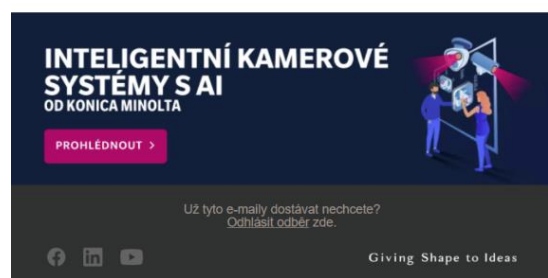 INTELIGENTNÍ KAMEROVÉ
SYSTÉMY S AI
OD KONICA MINOLTA
PROHLÉDNOUT >
Už tyto e-maily dostávat nechcete?
Odhlásit odběr zde.
Giving Shape to Ideas